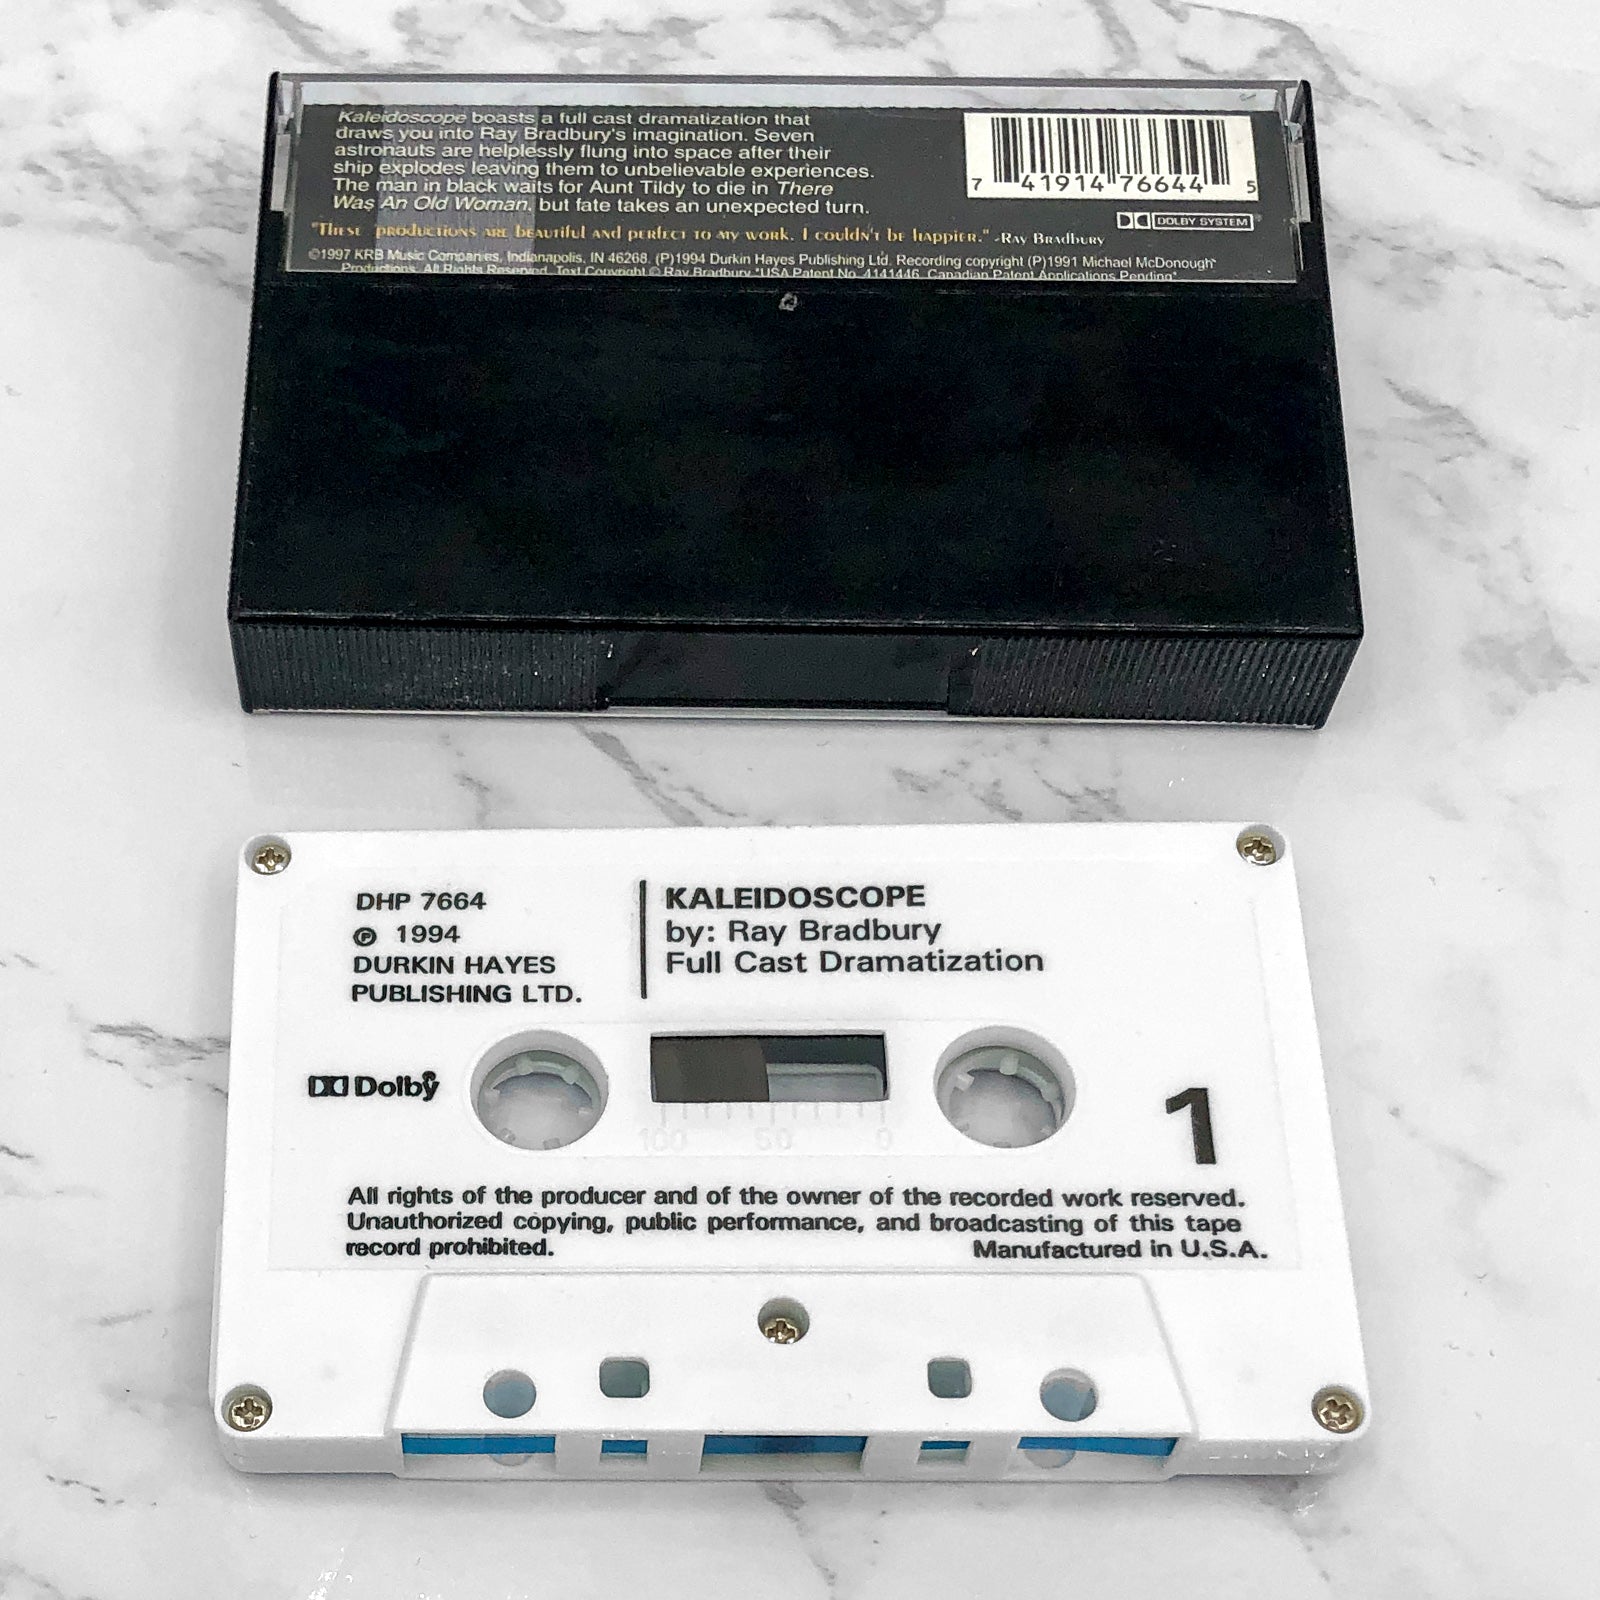 Kaleidoscope boasts a full cast dramatization that
draws you into Ray Bradbury's imagination. Seven
astronauts are helplessly flung into space after their
ship explodes leaving them to unbelievable experiences.
The man in black waits for Aunt Tildy to die in There
Was An Old Woman, but fate takes an unexpected turn.
7 41914 76644 5
DOLBY SYSTEM®
"These productions are beautiful and perfect to my work. I couldn't be happier." -Ray Bradbury
©1997 KRB Music Companies, Indianapolis, IN 46268. (P)1994 Durkin Hayes Publishing Ltd. Recording copyright (P)1991 Michael McDonough
Productions. All Rights Reserved. Text Copyright © Ray Bradbury *USA Patent No. 4141446. Canadian Patent Applications Pending*
DHP 7664
℗ 1994
DURKIN HAYES
PUBLISHING LTD.
KALEIDOSCOPE
by: Ray Bradbury
Full Cast Dramatization
Dolby
100 50 0
1
All rights of the producer and of the owner of the recorded work reserved.
Unauthorized copying, public performance, and broadcasting of this tape
record prohibited. Manufactured in U.S.A.